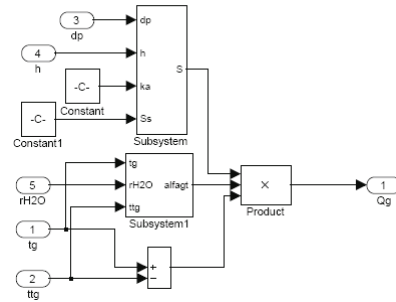 3
dp
dp
4
h
h
S
-C-
ka
Constant
-C-
Ss
Constant1
Subsystem
tg
5
rH2O
rH2O
alfagt
×
1
Product
Qg
ttg
Subsystem1
1
tg
+
−
2
ttg